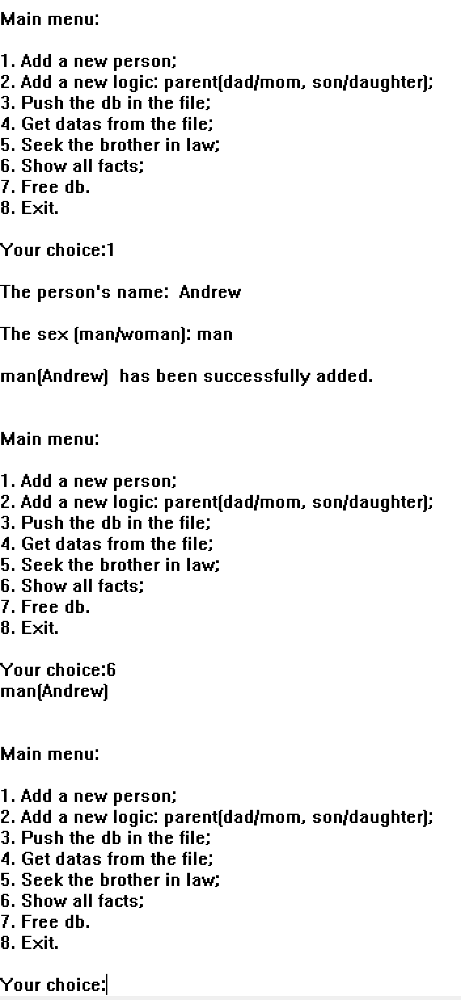 Main menu:
1. Add a new person;
2. Add a new logic: parent(dad/mom, son/daughter);
3. Push the db in the file;
4. Get datas from the file;
5. Seek the brother in law;
6. Show all facts;
7. Free db.
8. Exit.
Your choice:1
The person's name:  Andrew
The sex (man/woman): man
man(Andrew)  has been successfully added.
Main menu:
1. Add a new person;
2. Add a new logic: parent(dad/mom, son/daughter);
3. Push the db in the file;
4. Get datas from the file;
5. Seek the brother in law;
6. Show all facts;
7. Free db.
8. Exit.
Your choice:6
man(Andrew)
Main menu:
1. Add a new person;
2. Add a new logic: parent(dad/mom, son/daughter);
3. Push the db in the file;
4. Get datas from the file;
5. Seek the brother in law;
6. Show all facts;
7. Free db.
8. Exit.
Your choice: